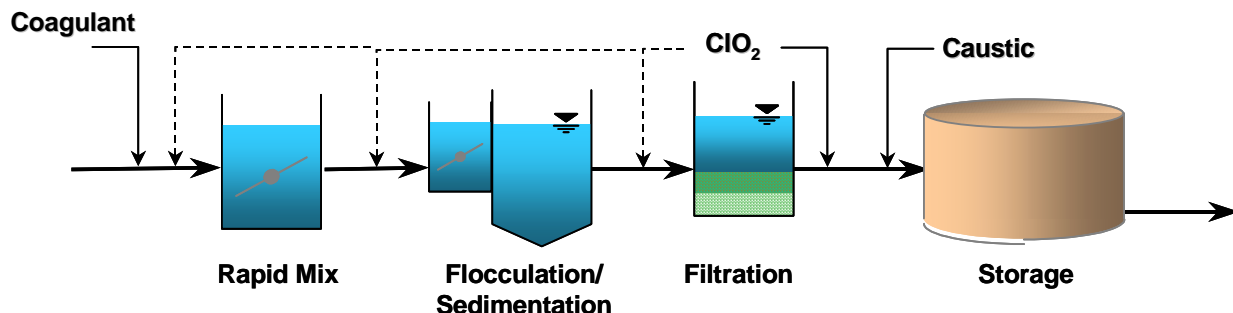 Coagulant
ClO₂
Caustic
Rapid Mix
Flocculation/
Sedimentation
Filtration
Storage